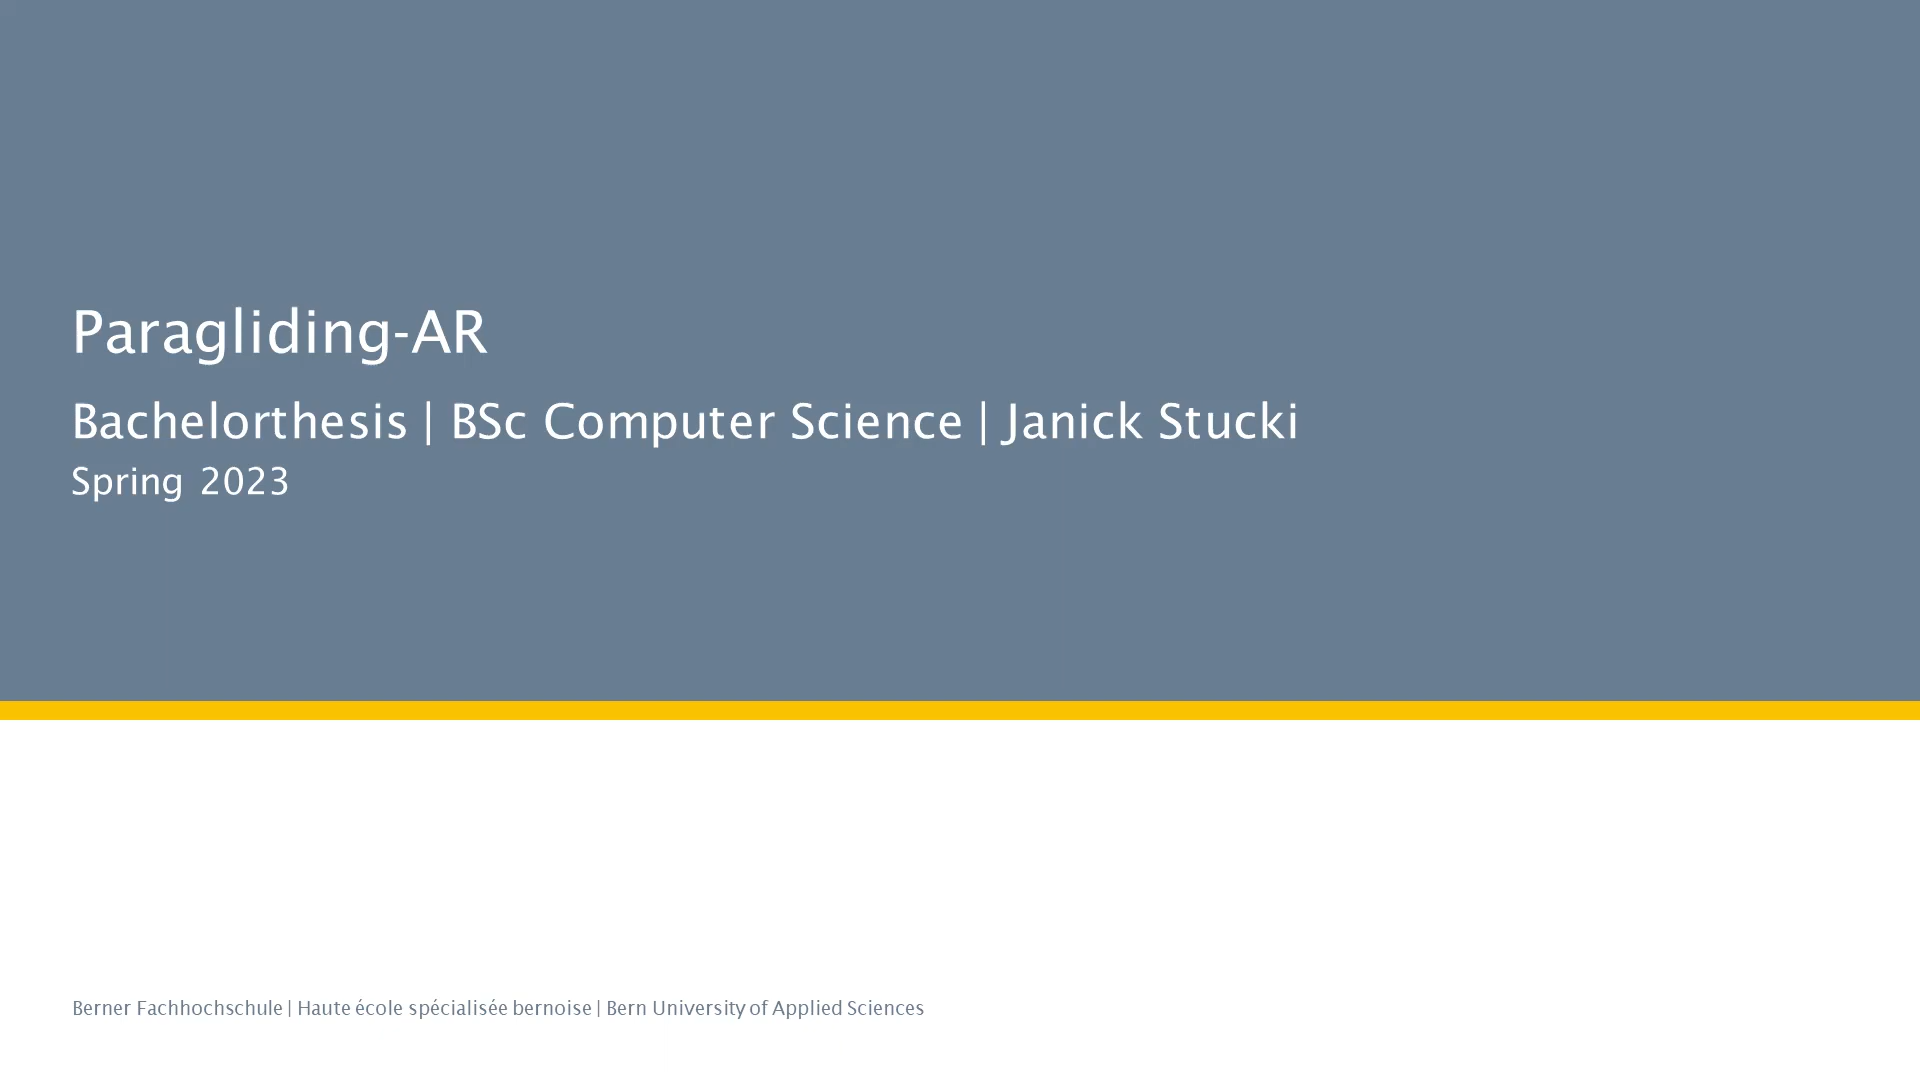 Paragliding-AR
Bachelorthesis | BSc Computer Science | Janick Stucki
Spring 2023
Berner Fachhochschule | Haute école spécialisée bernoise | Bern University of Applied Sciences